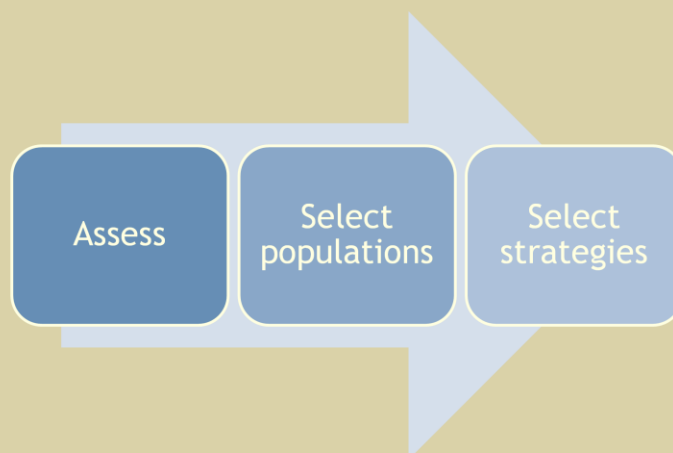 Assess
Select
populations
Select
strategies